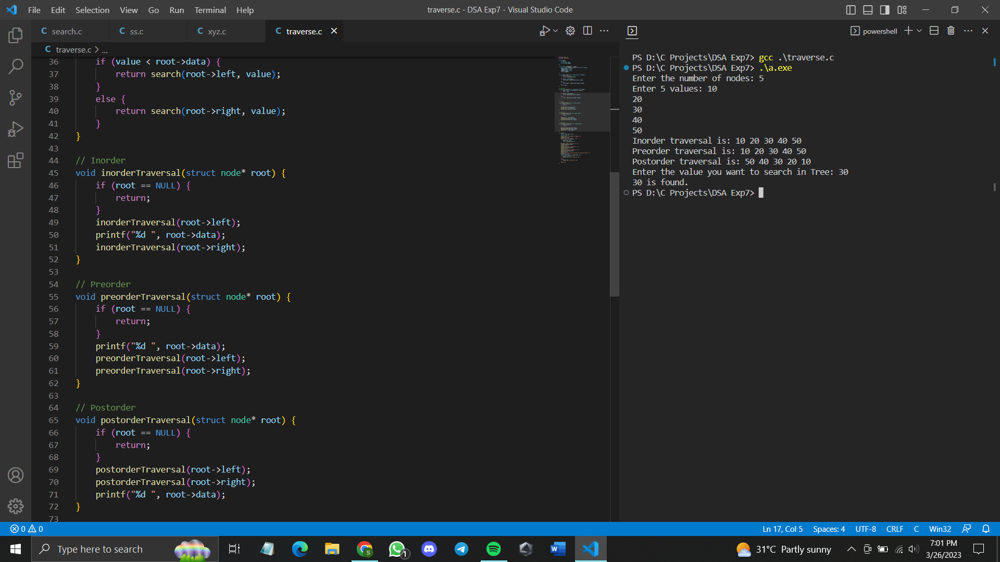 File Edit Selection View Go Run Terminal Help
traverse.c - DSA Exp7 - Visual Studio Code
C search.c C ss.c C xyz.c C traverse.c
powershell
C traverse.c > ...
36 if (value < root->data) {
37 return search(root->left, value);
38 }
39 else {
40 return search(root->right, value);
41 }
42 }
43
44 // Inorder
45 void inorderTraversal(struct node* root) {
46 if (root == NULL) {
47 return;
48 }
49 inorderTraversal(root->left);
50 printf("%d ", root->data);
51 inorderTraversal(root->right);
52 }
53
54 // Preorder
55 void preorderTraversal(struct node* root) {
56 if (root == NULL) {
57 return;
58 }
59 printf("%d ", root->data);
60 preorderTraversal(root->left);
61 preorderTraversal(root->right);
62 }
63
64 // Postorder
65 void postorderTraversal(struct node* root) {
66 if (root == NULL) {
67 return;
68 }
69 postorderTraversal(root->left);
70 postorderTraversal(root->right);
71 printf("%d ", root->data);
72 }
73
PS D:\C Projects\DSA Exp7> gcc .\traverse.c
PS D:\C Projects\DSA Exp7> .\a.exe
Enter the number of nodes: 5
Enter 5 values: 10
20
30
40
50
Inorder traversal is: 10 20 30 40 50
Preorder traversal is: 10 20 30 40 50
Postorder traversal is: 50 40 30 20 10
Enter the value you want to search in Tree: 30
30 is found.
PS D:\C Projects\DSA Exp7>
0 0
Ln 17, Col 5 Spaces: 4 UTF-8 CRLF C Win32
Type here to search
S
1
W
31°C Partly sunny
7:01 PM
3/26/2023